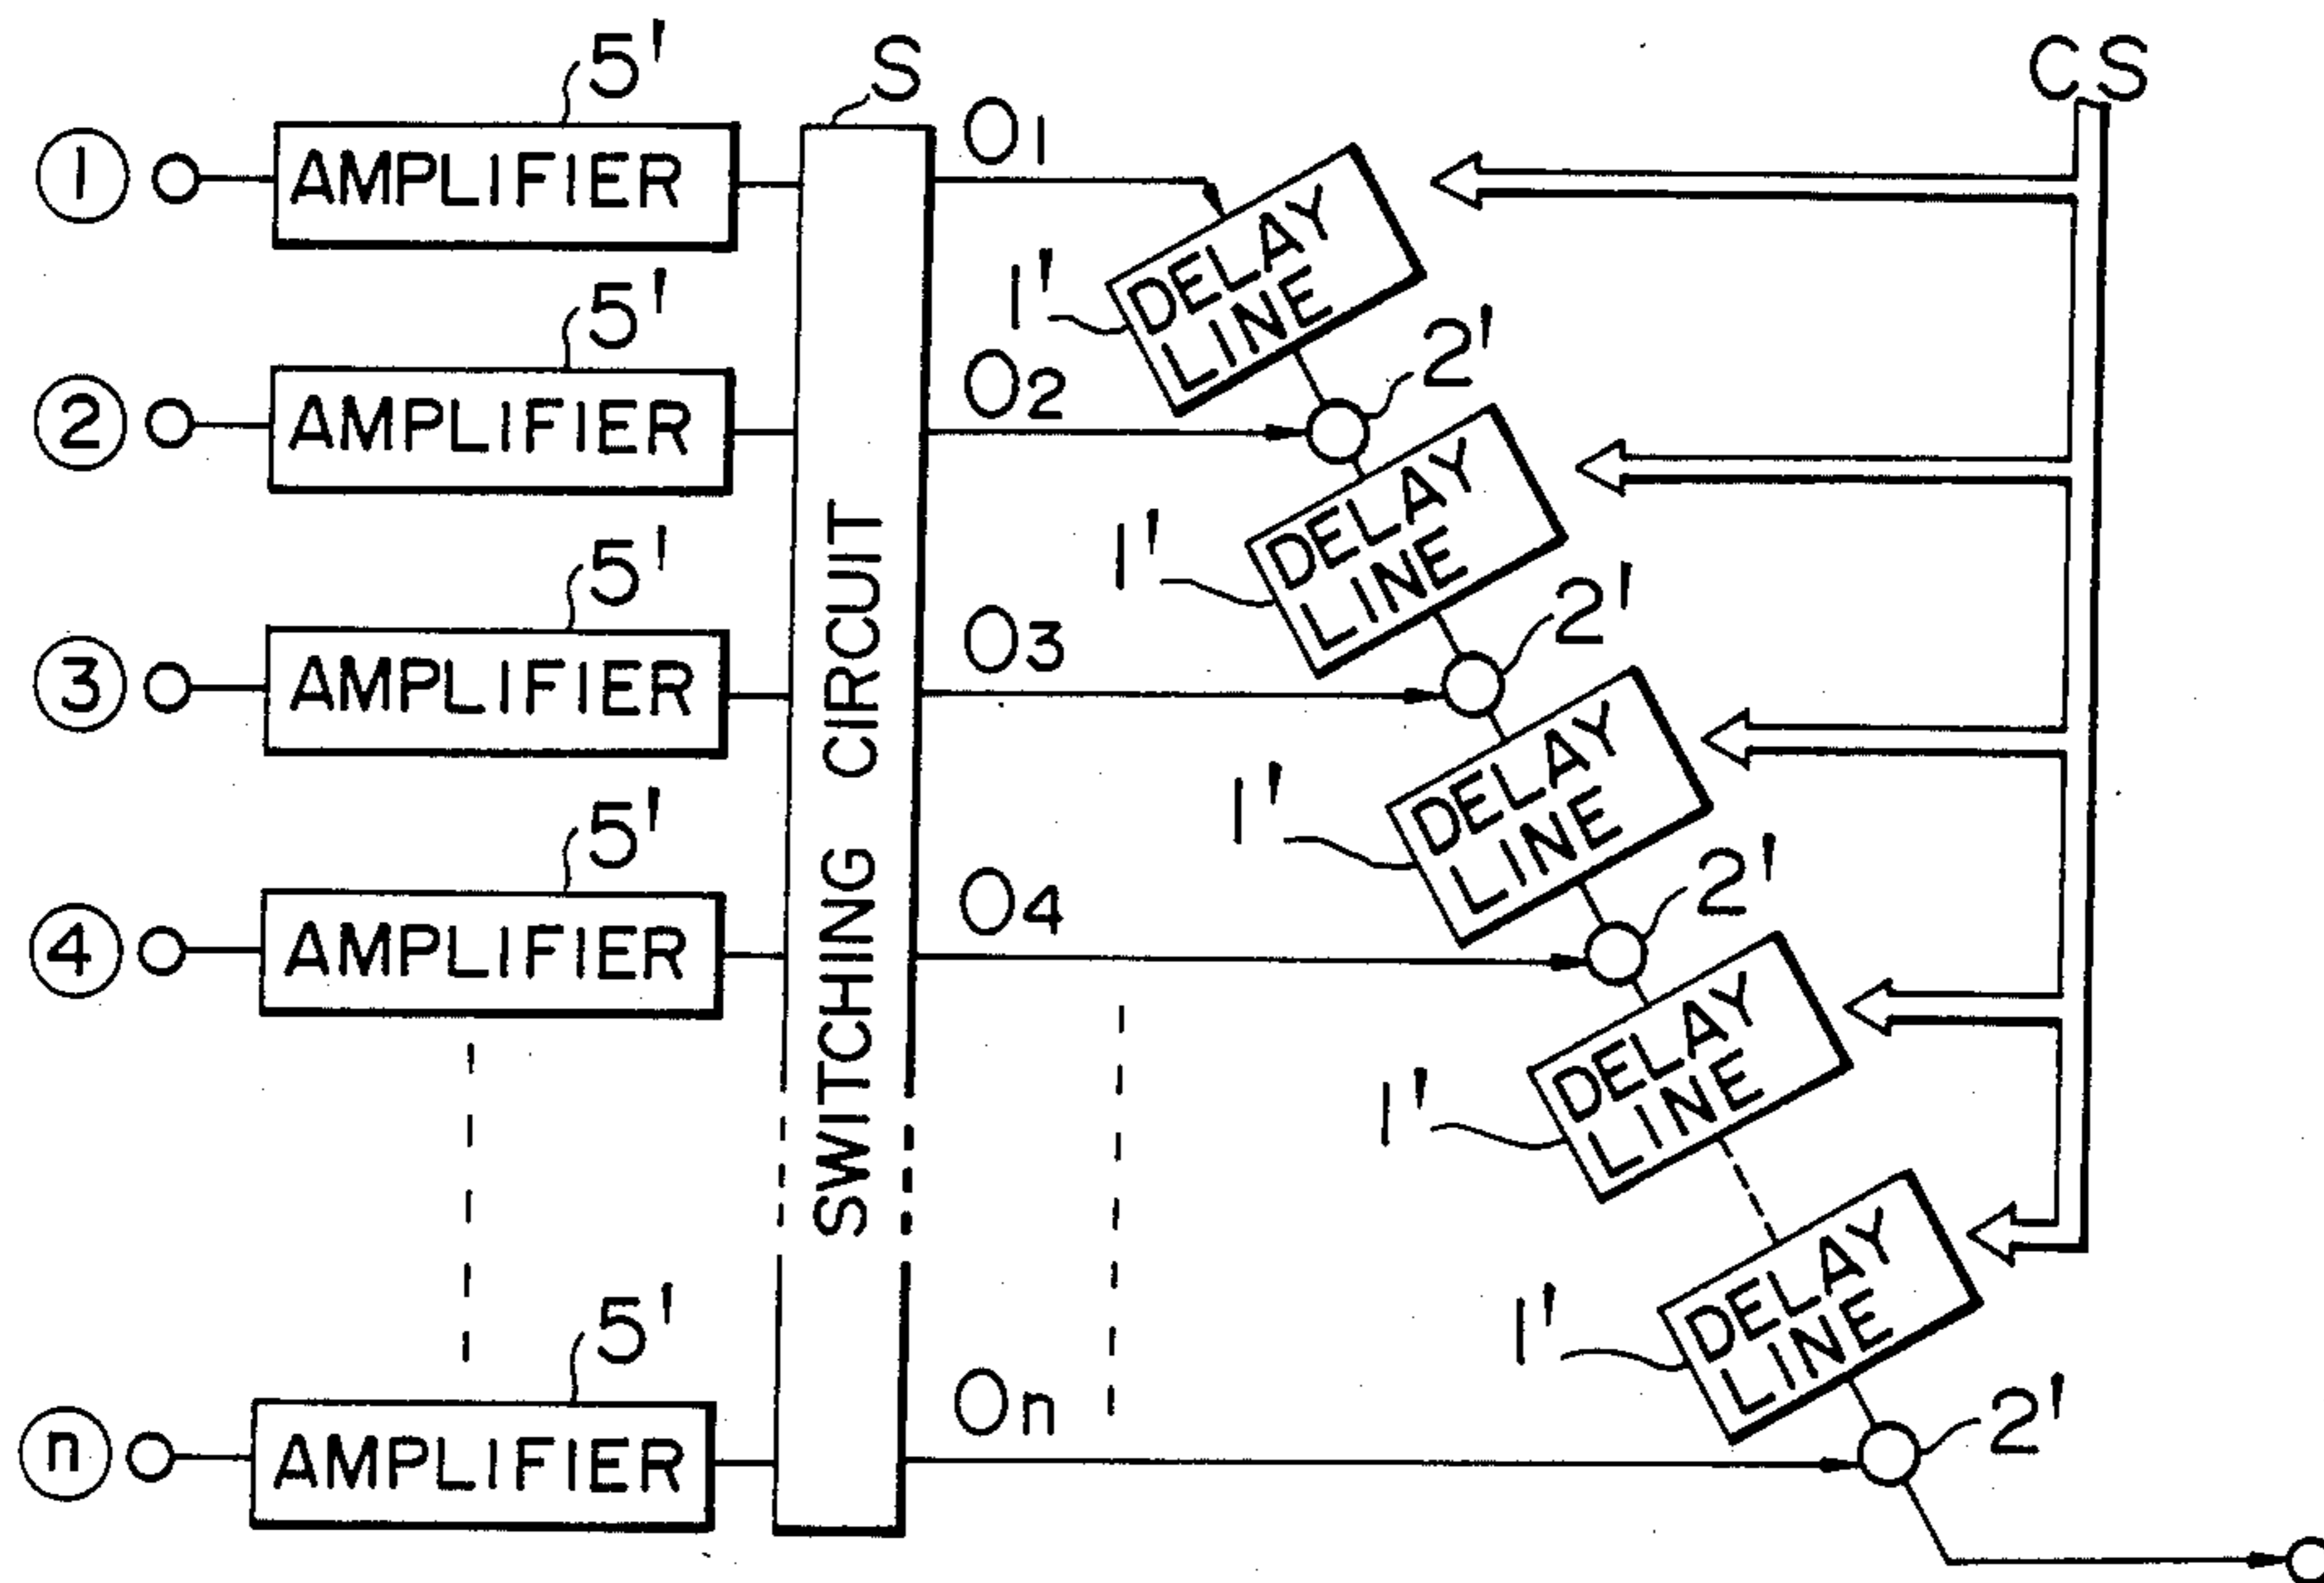 5' S CS
① AMPLIFIER O1
DELAY LINE
1'
5'
② AMPLIFIER O2
2'
DELAY LINE
1'
5'
③ AMPLIFIER O3
2'
DELAY LINE
1'
5'
④ AMPLIFIER O4
2'
DELAY LINE
1'
SWITCHING CIRCUIT
DELAY LINE
1'
5'
ⓝ AMPLIFIER On
2'